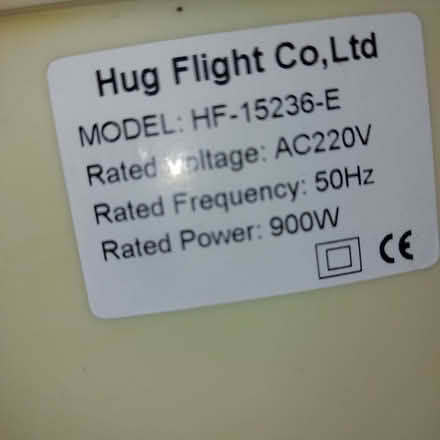 Hug Flight Co,Ltd
MODEL: HF-15236-E
Rated Voltage: AC220V
Rated Frequency: 50Hz
Rated Power: 900W
CE